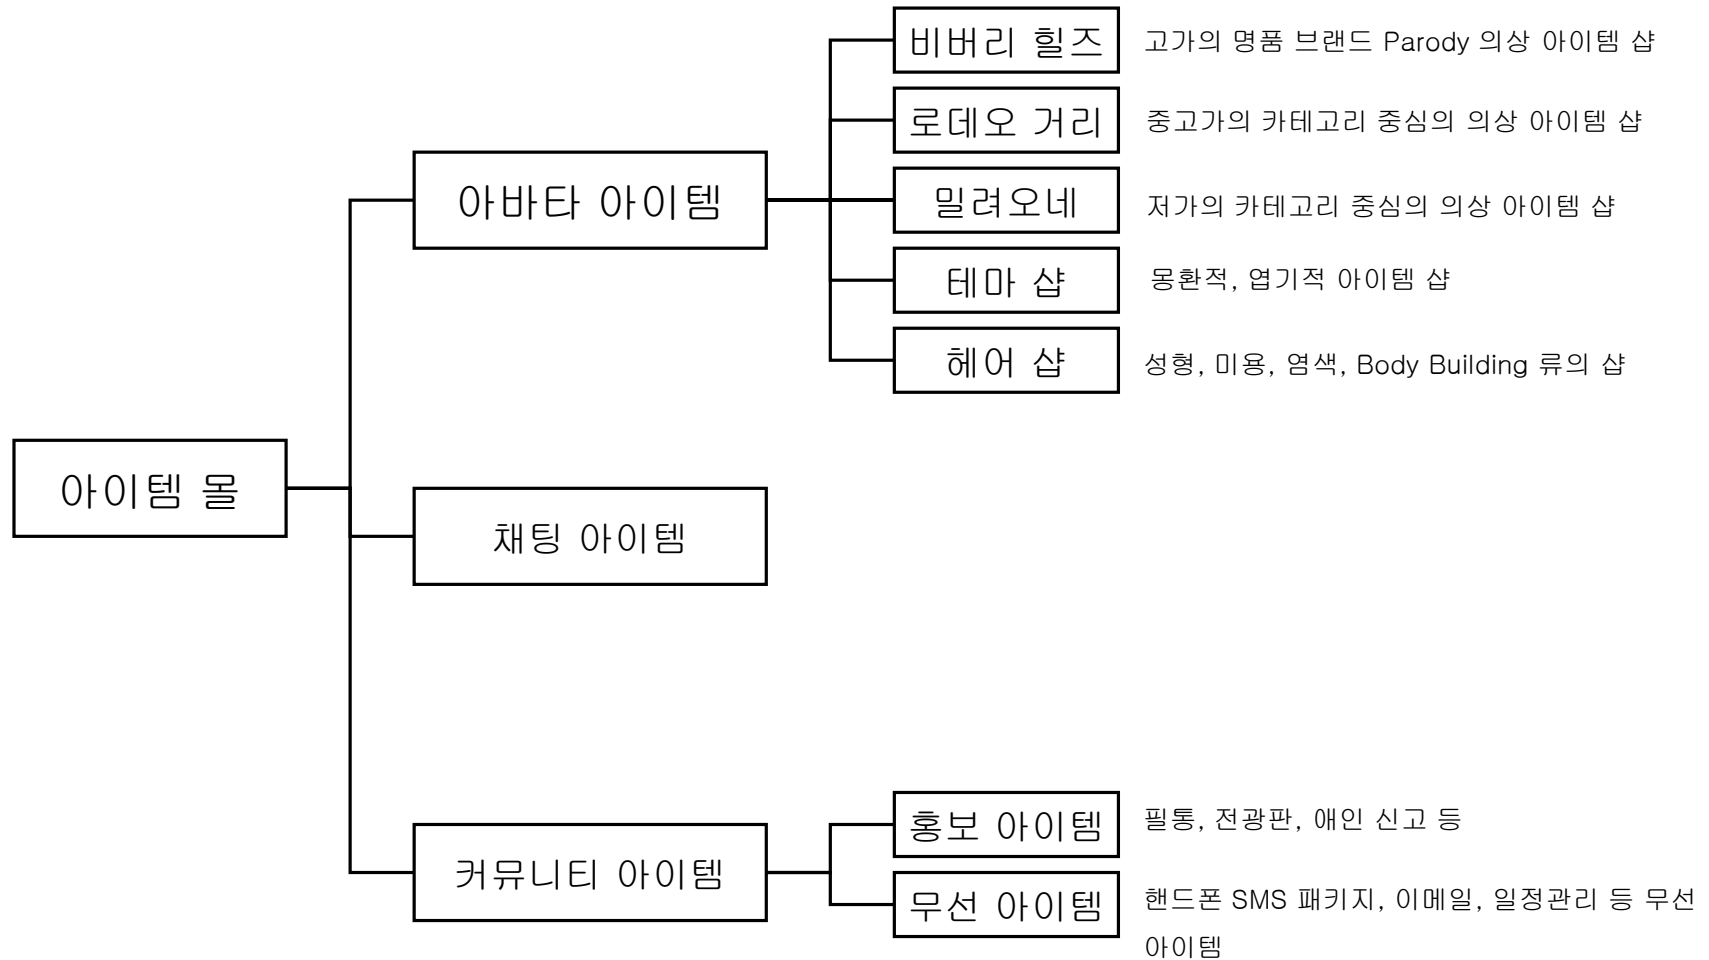 비버리 힐즈 고가의 명품 브랜드 Parody 의상 아이템 샵
로데오 거리 중고가의 카테고리 중심의 의상 아이템 샵
아바타 아이템
밀려오네 저가의 카테고리 중심의 의상 아이템 샵
테마 샵 몽환적, 엽기적 아이템 샵
헤어 샵 성형, 미용, 염색, Body Building 류의 샵
아이템 몰
채팅 아이템
홍보 아이템 필통, 전광판, 애인 신고 등
커뮤니티 아이템
무선 아이템 핸드폰 SMS 패키지, 이메일, 일정관리 등 무선
아이템